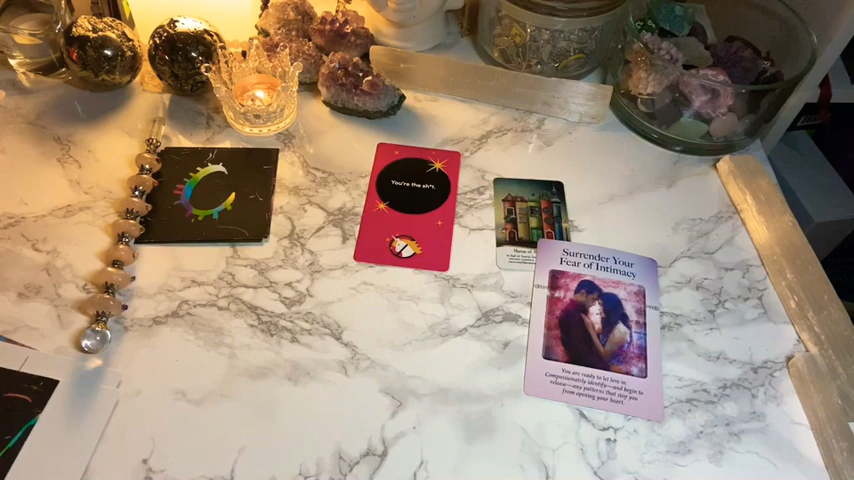 You're the sh*t.
Surrender Your
Fear of Intimacy
You are ready to let love in.
Compassionately identify—and begin to
release—any patterns that stop you
from opening your heart.